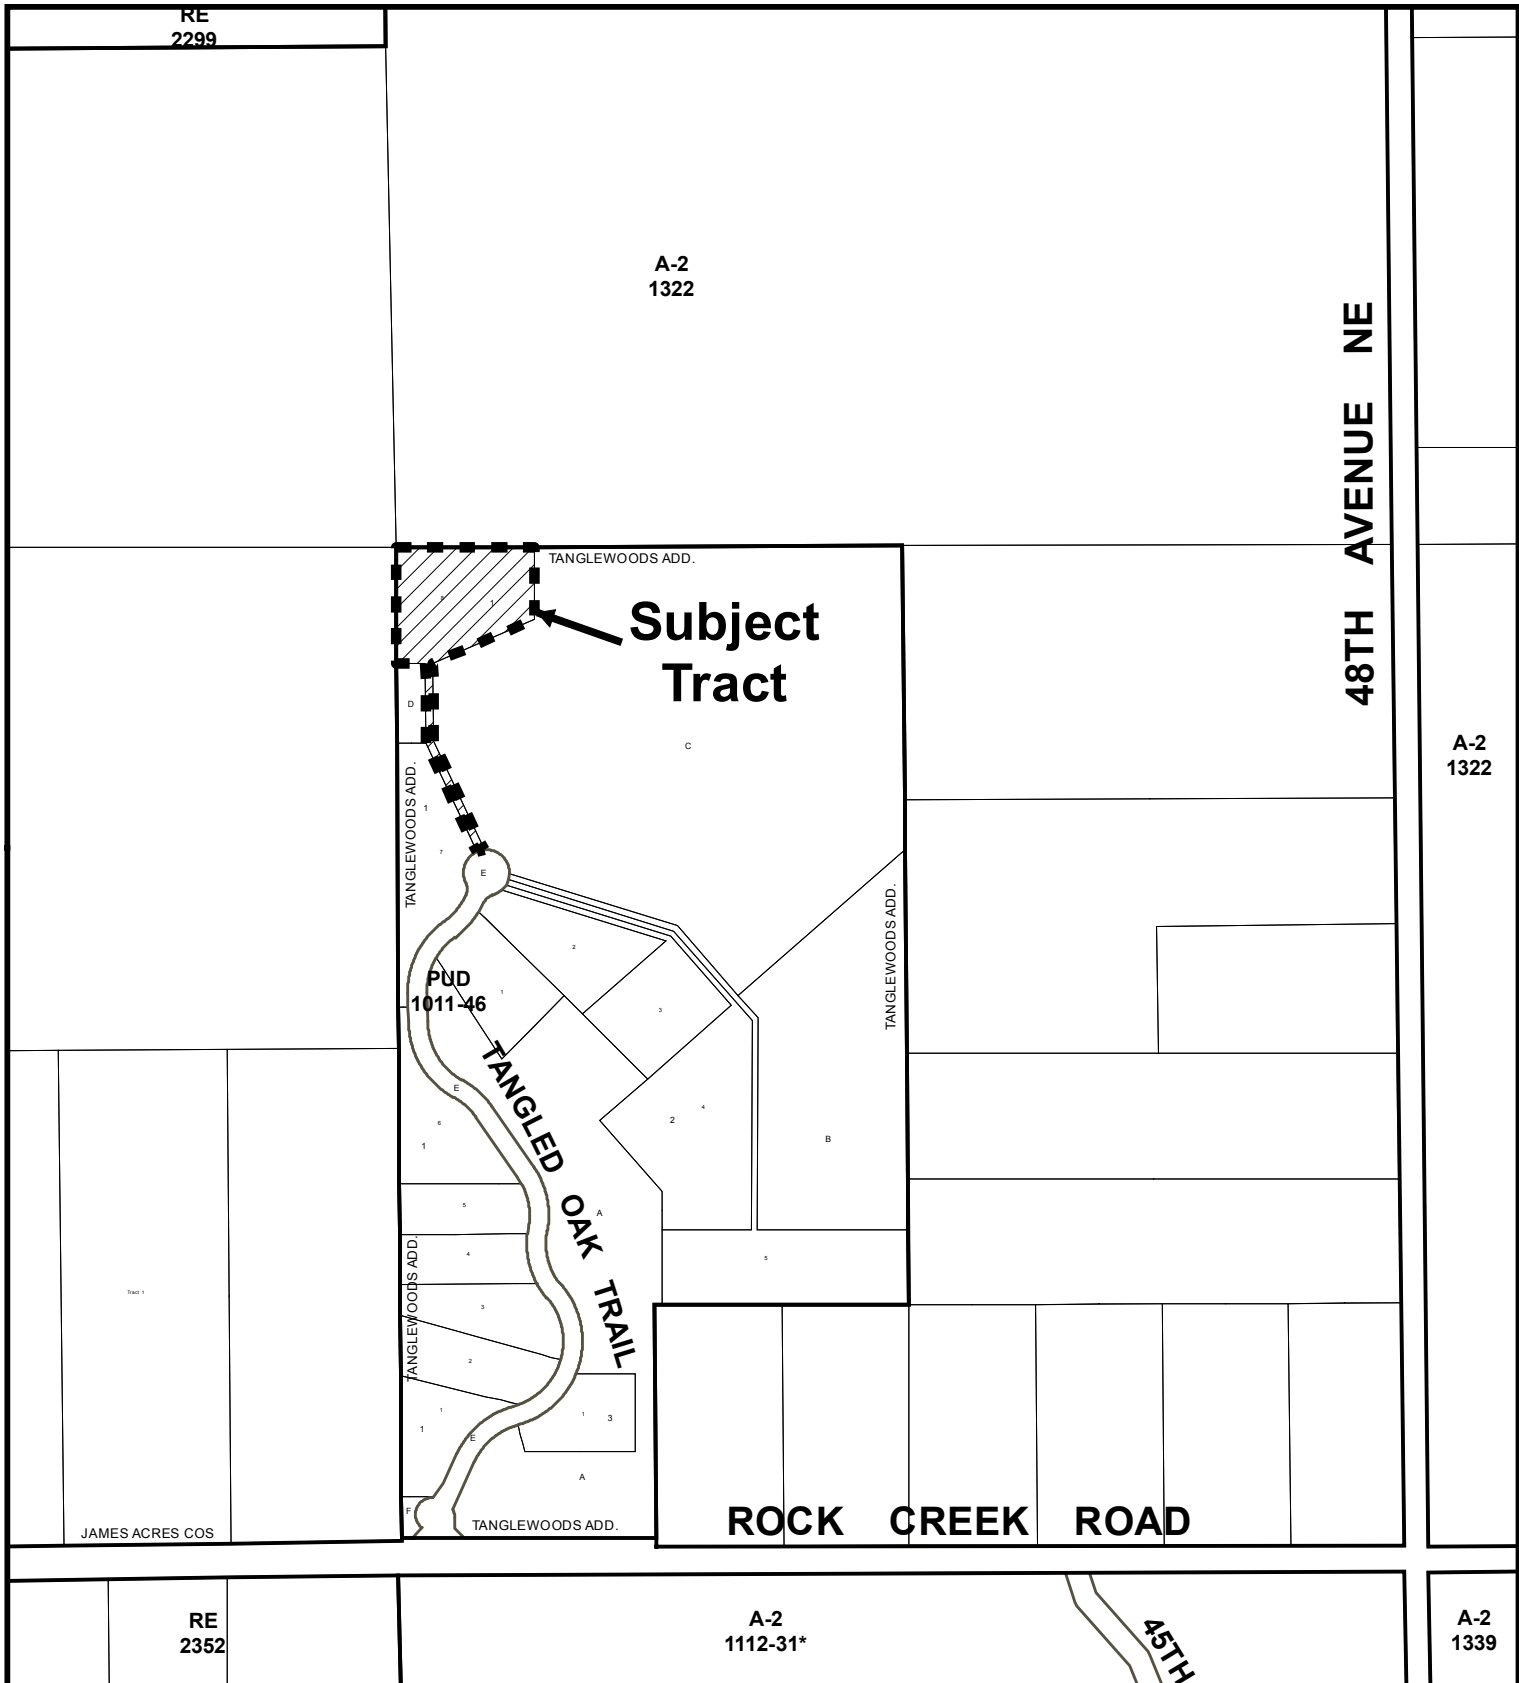 RE
2299
A-2
1322
48TH AVENUE NE
TANGLEWOODS ADD.
8
1
Subject
Tract
D
C
A-2
1322
TANGLEWOODS ADD.
1
7
E
TANGLEWOODS ADD.
2
PUD
1011-46
1
3
TANGLED OAK TRAIL
E
4
2
6
1
B
5
A
4
5
TANGLEWOODS ADD.
Tract 1
3
2
1
1
1
3
E
A
F
TANGLEWOODS ADD.
JAMES ACRES COS
ROCK CREEK ROAD
RE
2352
A-2
1112-31*
45TH
A-2
1339